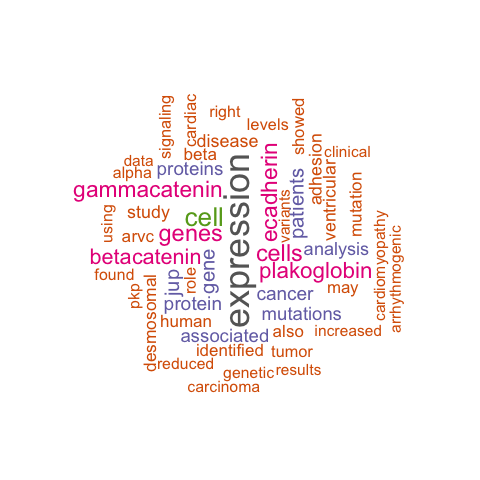 signaling
cardiac
right
levels
showed
disease
beta
data
alpha
proteins
adhesion
clinical
gammacatenin
expression
ecadherin
patients
variants
ventricular
mutation
using
study
cell
arvc
genes
betacatenin
cells
analysis
plakoglobin
cardiomyopathy
arrhythmogenic
found
pkp
desmosomal
jup
role
gene
protein
cancer
may
human
mutations
associated
also
increased
identified
tumor
reduced
genetic
results
carcinoma